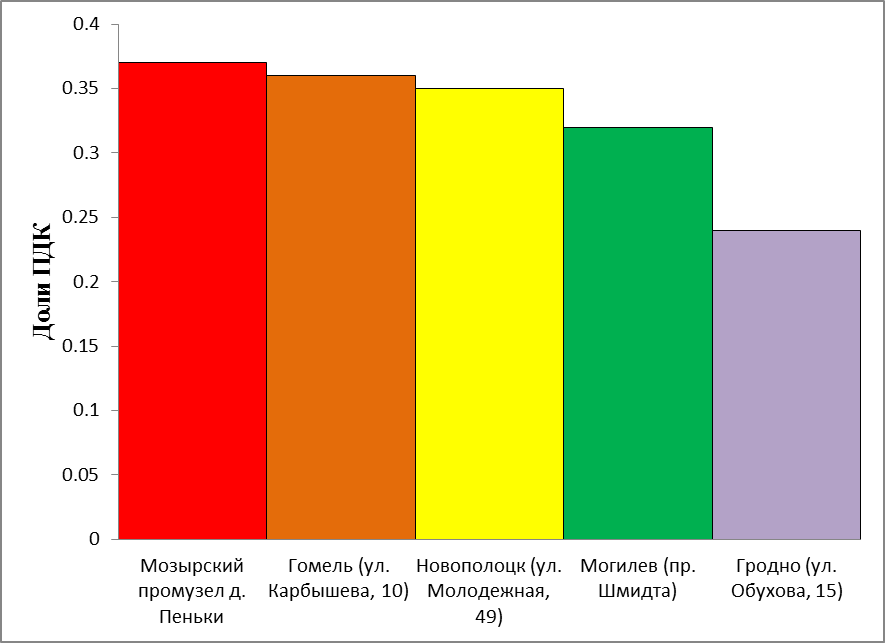 0.4
0.35
0.3
0.25
0.2
0.15
0.1
0.05
0
Доли ПДК
Мозырский
промузел д.
Пеньки
Гомель (ул.
Карбышева, 10)
Новополоцк (ул.
Молодежная,
49)
Могилев (пр.
Шмидта)
Гродно (ул.
Обухова, 15)